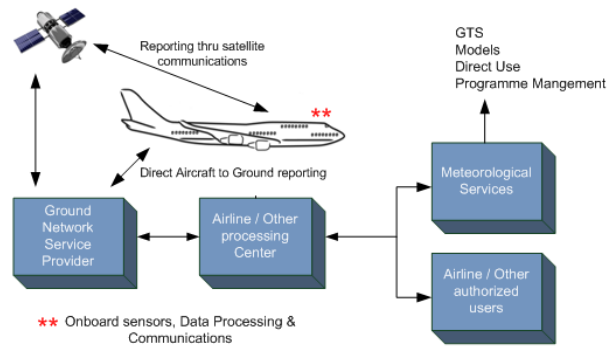 GTS
Models
Direct Use
Programme Mangement
Reporting thru satellite
communications
**
Direct Aircraft to Ground reporting
Ground
Network
Service
Provider
Airline / Other
processing
Center
Meteorological
Services
Airline / Other
authorized
users
** Onboard sensors, Data Processing &
Communications